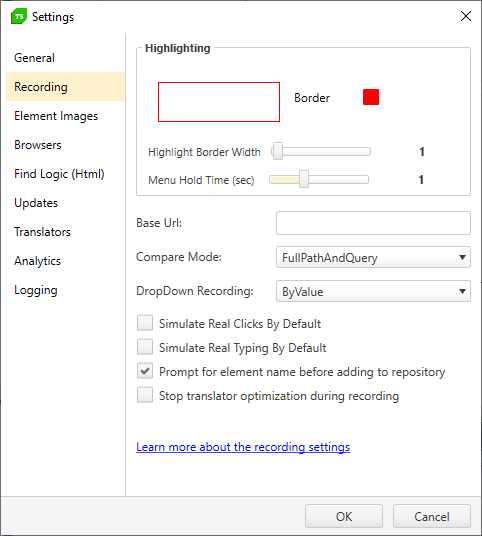 TS Settings
General
Recording
Element Images
Browsers
Find Logic (Html)
Updates
Translators
Analytics
Logging
Highlighting
Border
Highlight Border Width 1
Menu Hold Time (sec) 1
Base Url:
Compare Mode: FullPathAndQuery
DropDown Recording: ByValue
Simulate Real Clicks By Default
Simulate Real Typing By Default
Prompt for element name before adding to repository
Stop translator optimization during recording
Learn more about the recording settings
OK Cancel